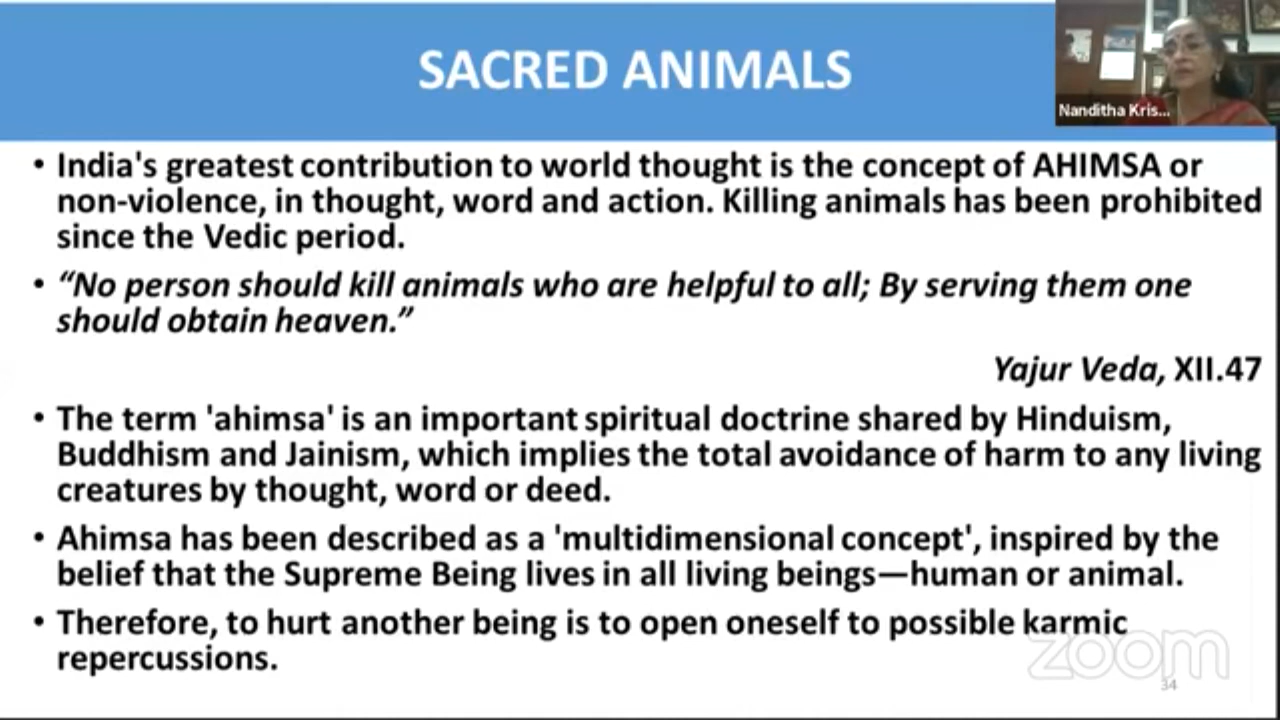 SACRED ANIMALS
Nanditha Kris...
• India's greatest contribution to world thought is the concept of AHIMSA or
non-violence, in thought, word and action. Killing animals has been prohibited
since the Vedic period.
• “No person should kill animals who are helpful to all; By serving them one
should obtain heaven.”
Yajur Veda, XII.47
• The term 'ahimsa' is an important spiritual doctrine shared by Hinduism,
Buddhism and Jainism, which implies the total avoidance of harm to any living
creatures by thought, word or deed.
• Ahimsa has been described as a 'multidimensional concept', inspired by the
belief that the Supreme Being lives in all living beings—human or animal.
• Therefore, to hurt another being is to open oneself to possible karmic
repercussions.
zoom
34